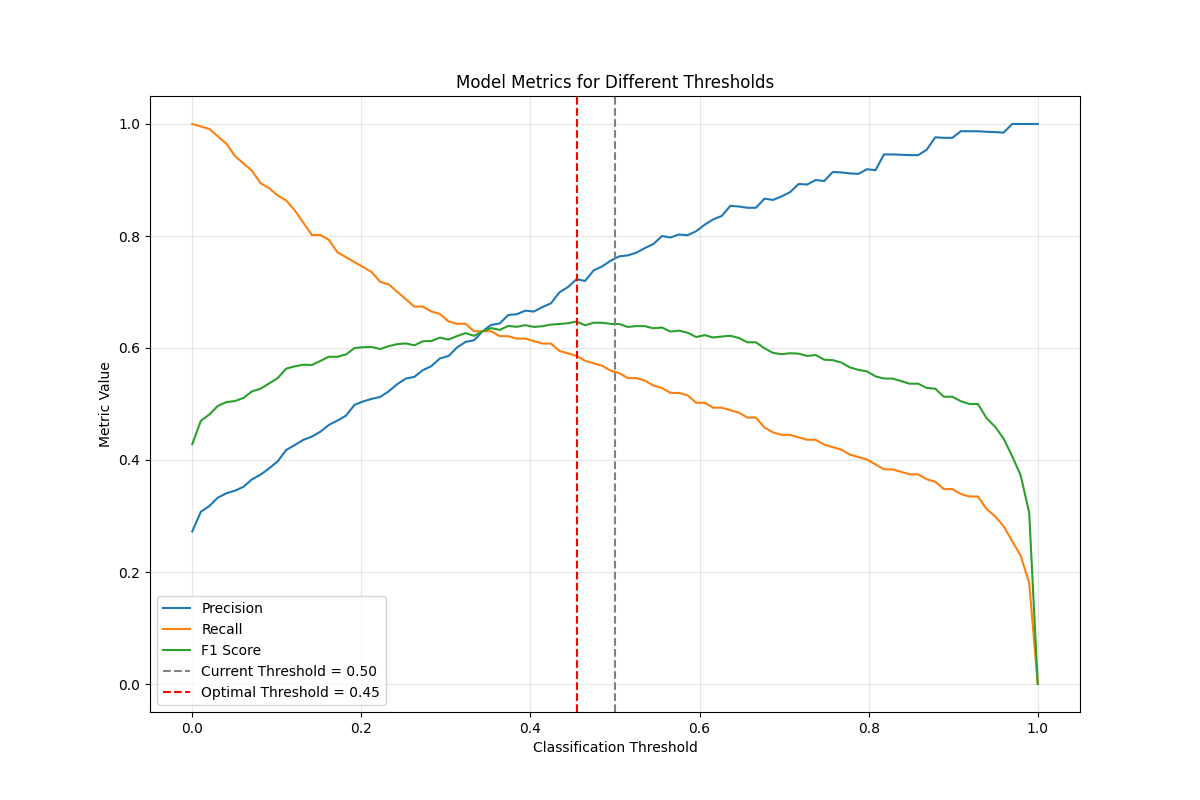 Model Metrics for Different Thresholds
1.0
0.8
0.6
0.4
0.2
0.0
Metric Value
Precision
Recall
F1 Score
Current Threshold = 0.50
Optimal Threshold = 0.45
0.0 0.2 0.4 0.6 0.8 1.0
Classification Threshold